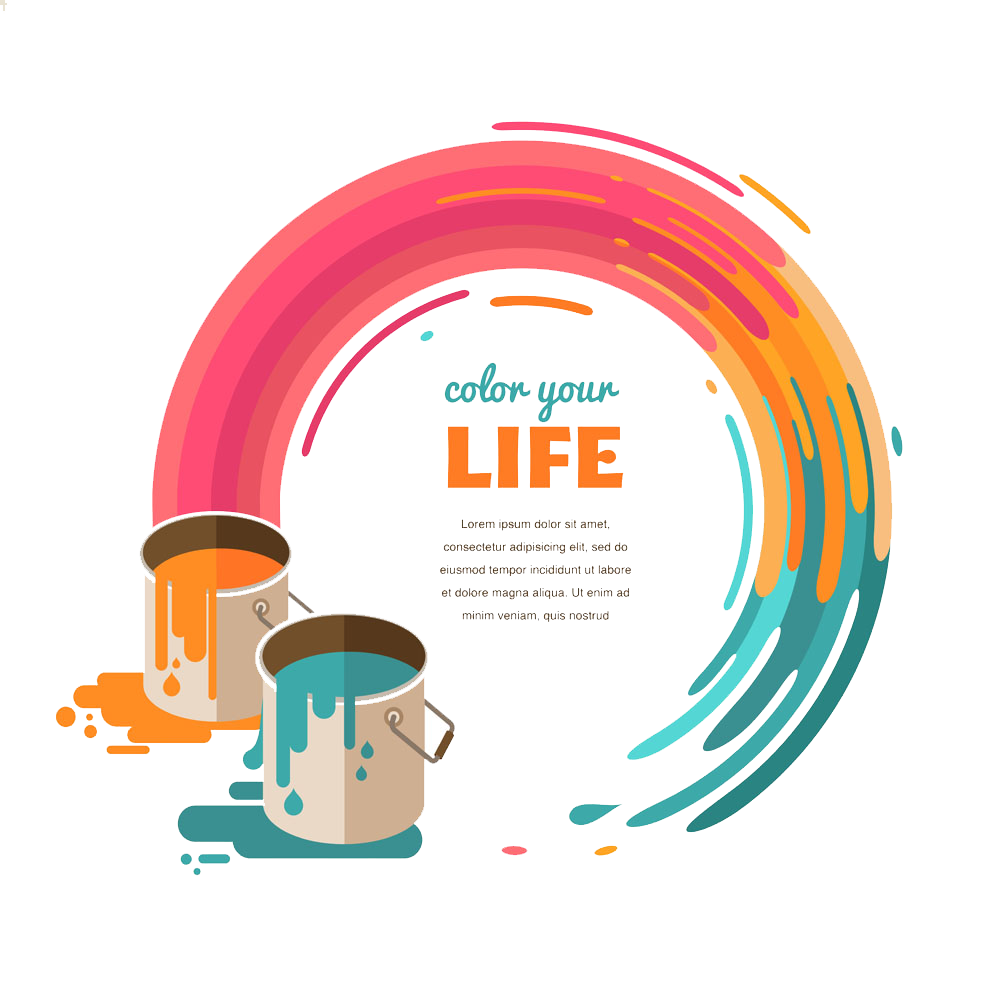 color your
LIFE
Lorem ipsum dolor sit amet,
consectetur adipisicing elit, sed do
eiusmod tempor incididunt ut labore
et dolore magna aliqua. Ut enim ad
minim veniam, quis nostrud